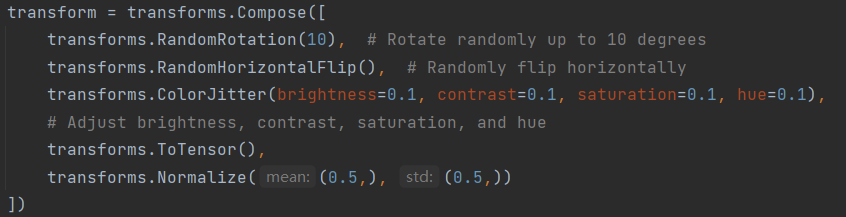 transform = transforms.Compose([
    transforms.RandomRotation(10),  # Rotate randomly up to 10 degrees
    transforms.RandomHorizontalFlip(),  # Randomly flip horizontally
    transforms.ColorJitter(brightness=0.1, contrast=0.1, saturation=0.1, hue=0.1),
    # Adjust brightness, contrast, saturation, and hue
    transforms.ToTensor(),
    transforms.Normalize( mean: (0.5,), std: (0.5,))
])